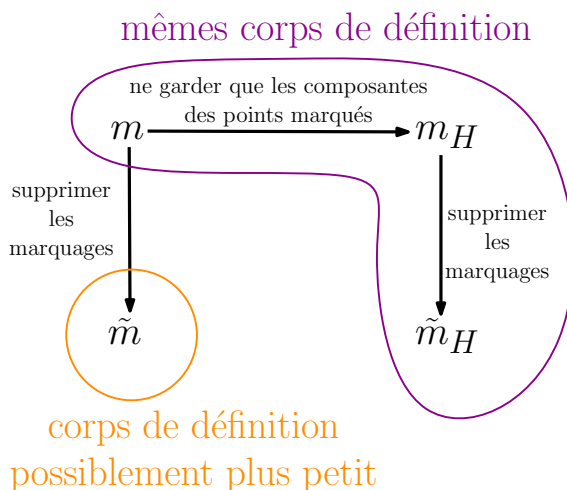 mêmes corps de définition
ne garder que les composantes
des points marqués
m
m_H
supprimer
les
marquages
supprimer
les
marquages
m̃
m̃_H
corps de définition
possiblement plus petit